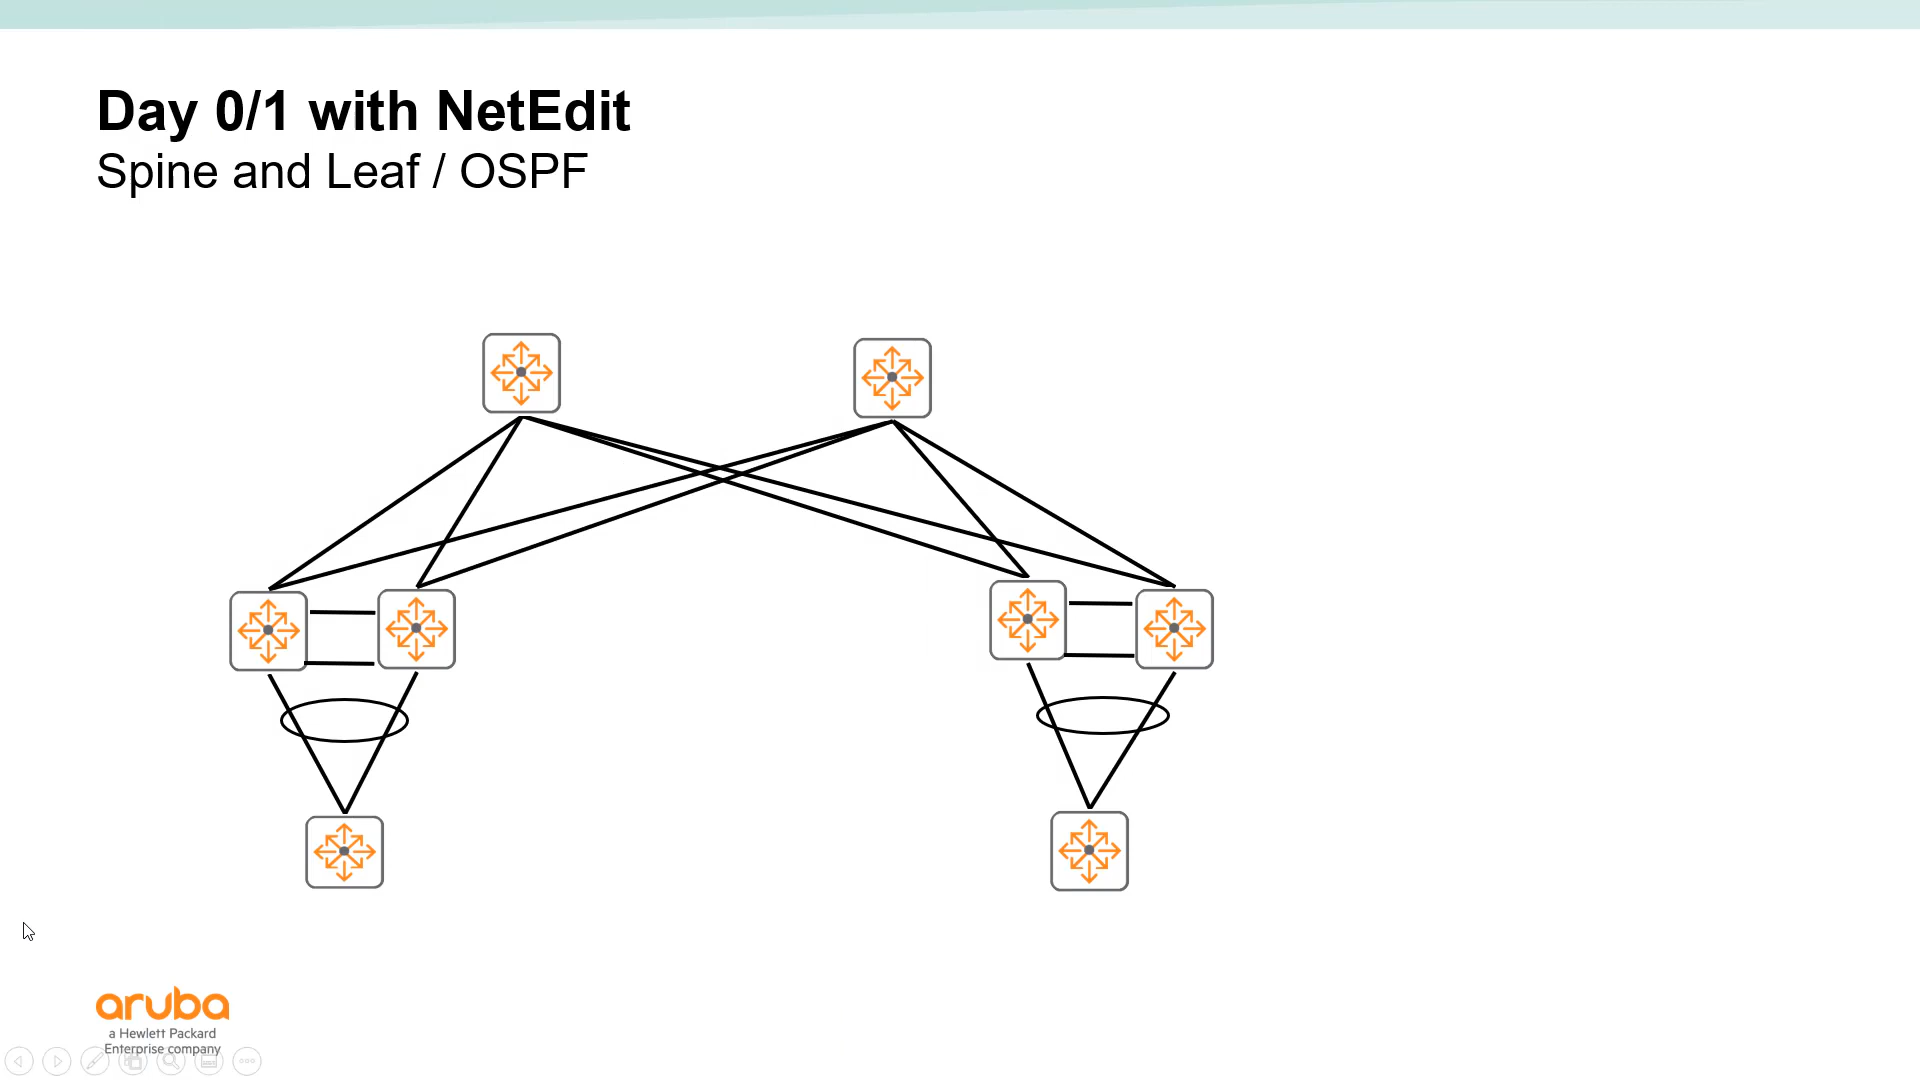 Day 0/1 with NetEdit
Spine and Leaf / OSPF
aruba
a Hewlett Packard
Enterprise company